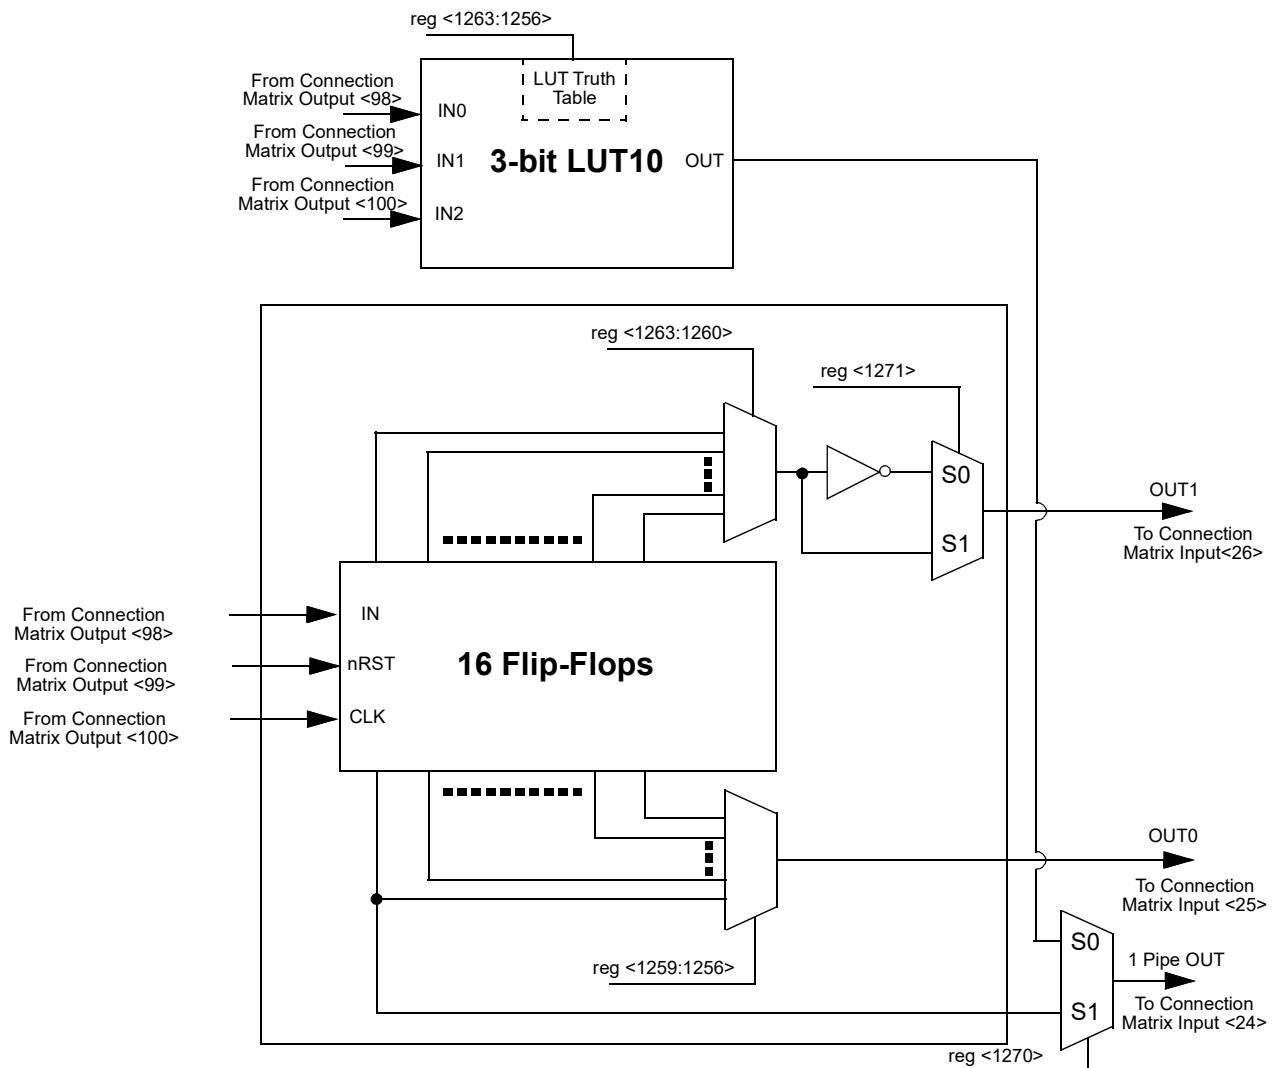 reg <1263:1256>
LUT Truth
Table
From Connection
Matrix Output <98>
IN0
From Connection
Matrix Output <99>
IN1
3-bit LUT10
OUT
From Connection
Matrix Output <100>
IN2
reg <1263:1260>
reg <1271>
S0
S1
OUT1
To Connection
Matrix Input<26>
From Connection
Matrix Output <98>
IN
From Connection
Matrix Output <99>
nRST
16 Flip-Flops
From Connection
Matrix Output <100>
CLK
OUT0
To Connection
Matrix Input <25>
reg <1259:1256>
S0
S1
1 Pipe OUT
To Connection
Matrix Input <24>
reg <1270>